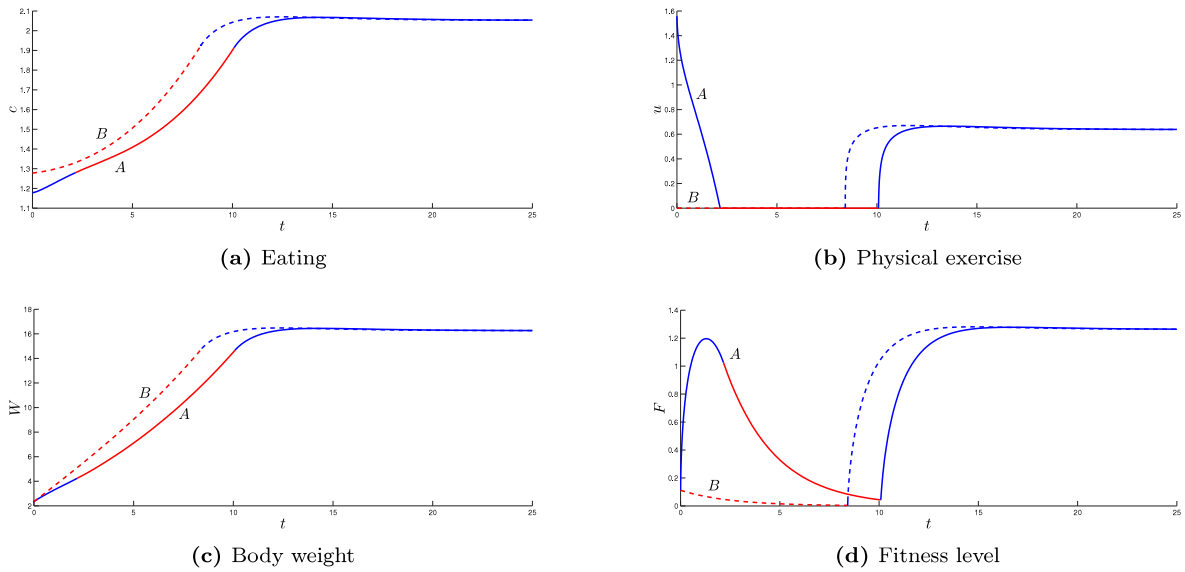 2.1
2
1.9
1.8
1.7
1.6
1.5
1.4
1.3
1.2
1.1
c
B
A
0 5 10 15 20 25
t
(a) Eating
1.6
1.4
1.2
1
0.8
0.6
0.4
0.2
0
u
A
B
0 5 10 15 20 25
t
(b) Physical exercise
18
16
14
12
10
8
6
4
2
W
B
A
0 5 10 15 20 25
t
(c) Body weight
1.4
1.2
1
0.8
0.6
0.4
0.2
0
F
A
B
0 5 10 15 20 25
t
(d) Fitness level